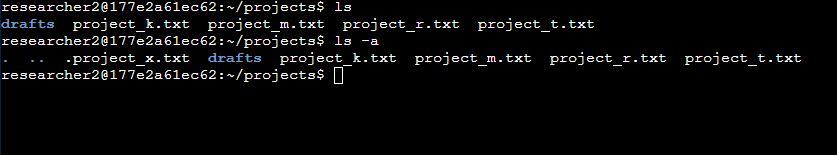 researcher2@177e2a61ec62:~/projects$ ls
drafts  project_k.txt  project_m.txt  project_r.txt  project_t.txt
researcher2@177e2a61ec62:~/projects$ ls -a
.  ..  .project_x.txt  drafts  project_k.txt  project_m.txt  project_r.txt  project_t.txt
researcher2@177e2a61ec62:~/projects$